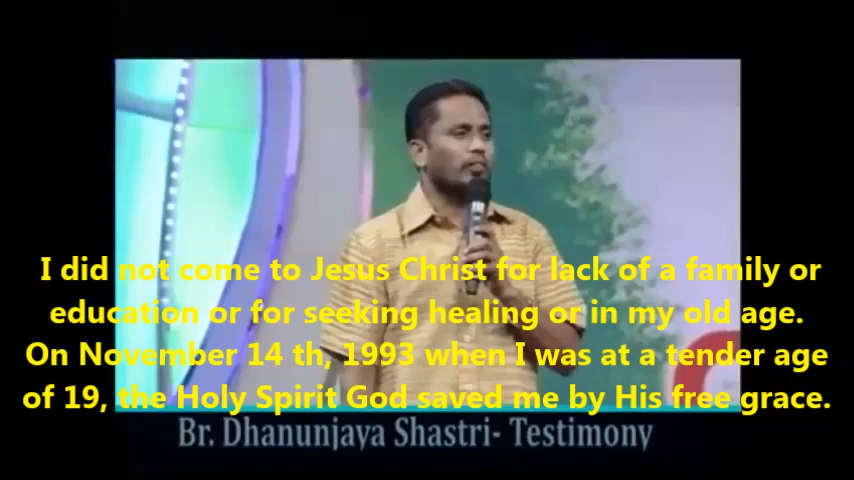 I did not come to Jesus Christ for lack of a family or
education or for seeking healing or in my old age.
On November 14 th, 1993 when I was at a tender age
of 19, the Holy Spirit God saved me by His free grace.
Br. Dhanunjaya Shastri- Testimony